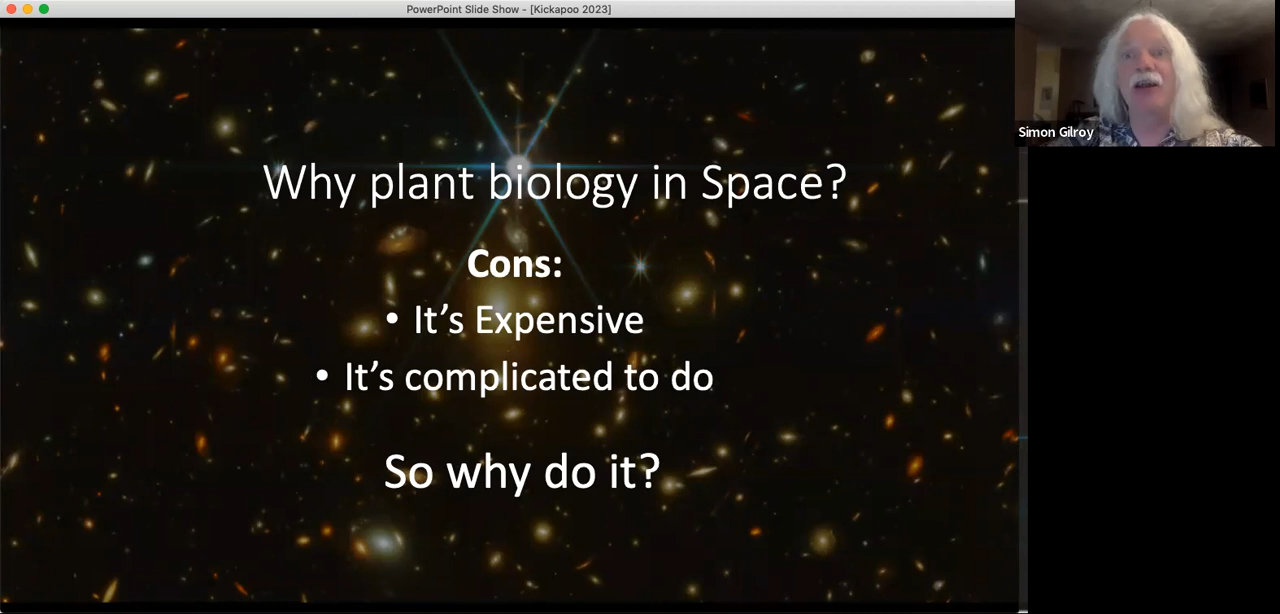 PowerPoint Slide Show - [Kickapoo 2023]
Simon Gilroy
Why plant biology in Space?
Cons:
• It’s Expensive
• It’s complicated to do
So why do it?